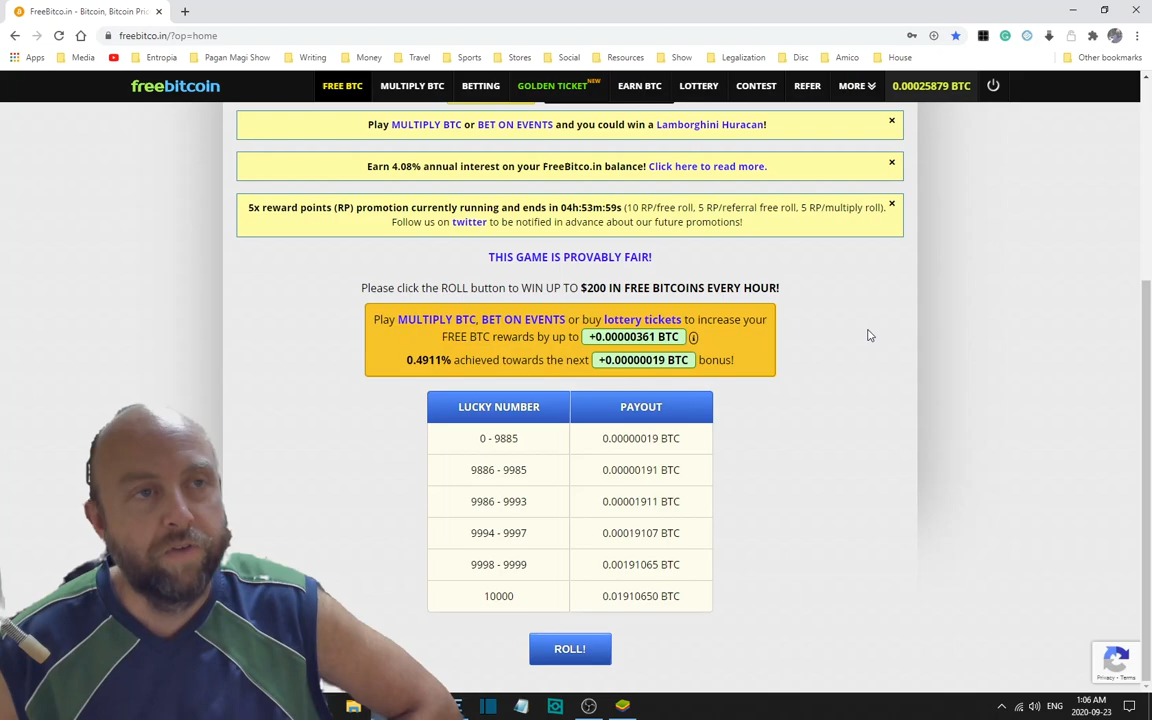 FreeBitco.in - Bitcoin, Bitcoin Pric
freebitco.in/?op=home
Apps Media Entropia Pagan Magi Show Writing Money Travel Sports Stores Social Resources Show Legalization Disc Amico House Other bookmarks
freebitcoin FREE BTC MULTIPLY BTC BETTING GOLDEN TICKET NEW EARN BTC LOTTERY CONTEST REFER MORE 0.00025879 BTC
Play MULTIPLY BTC or BET ON EVENTS and you could win a Lamborghini Huracan!
Earn 4.08% annual interest on your FreeBitco.in balance! Click here to read more.
5x reward points (RP) promotion currently running and ends in 04h:53m:59s (10 RP/free roll, 5 RP/referral free roll, 5 RP/multiply roll).
Follow us on twitter to be notified in advance about our future promotions!
THIS GAME IS PROVABLY FAIR!
Please click the ROLL button to WIN UP TO $200 IN FREE BITCOINS EVERY HOUR!
Play MULTIPLY BTC, BET ON EVENTS or buy lottery tickets to increase your
FREE BTC rewards by up to +0.00000361 BTC
0.4911% achieved towards the next +0.00000019 BTC bonus!
LUCKY NUMBER PAYOUT
0 - 9885 0.00000019 BTC
9886 - 9985 0.00000191 BTC
9986 - 9993 0.00001911 BTC
9994 - 9997 0.00019107 BTC
9998 - 9999 0.00191065 BTC
10000 0.01910650 BTC
ROLL!
Privacy - Terms
ENG 1:06 AM
2020-09-23